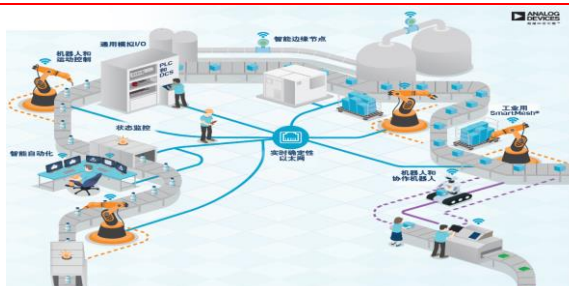 ANALOG
DEVICES
智能边缘节点
通用模拟I/O
机器人和
运动控制
PLC
和
DCS
工业用
SmartMesh®
状态监控
智能自动化
实时确定性
以太网
机器人和
协作机器人